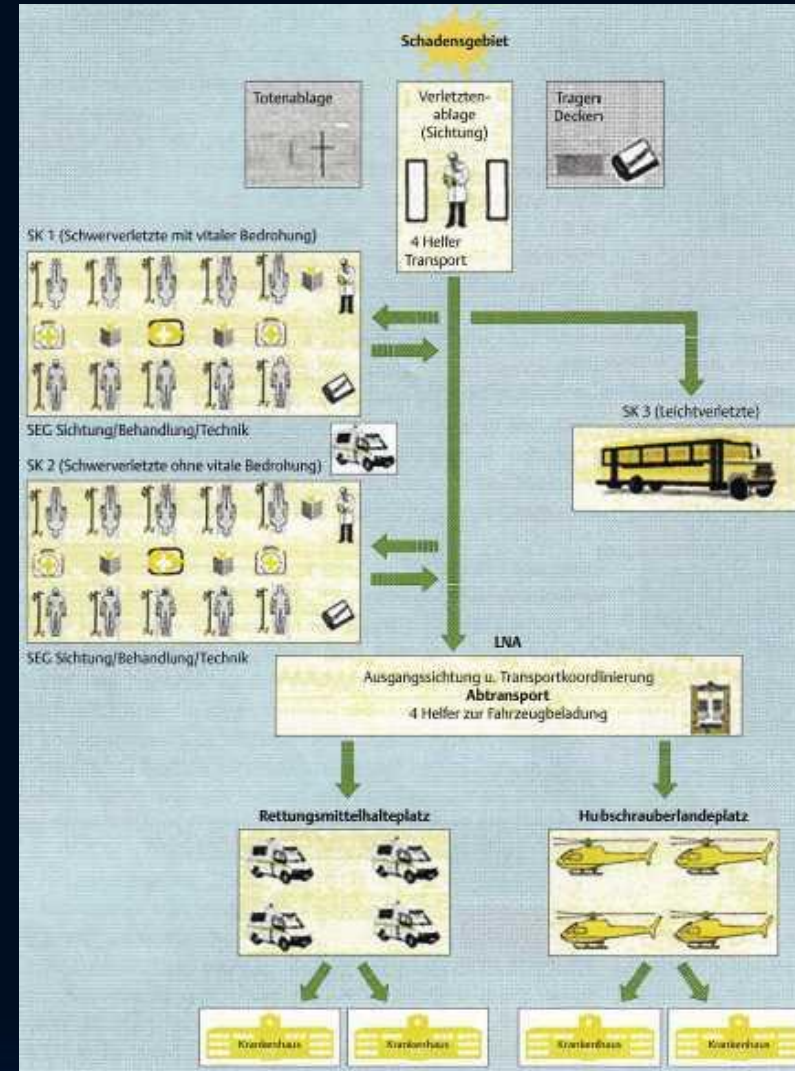 Schadensgebiet
Totenablage
Verletzten-
ablage
(Sichtung)
4 Helfer
Transport
Tragen
Decken
SK 1 (Schwerverletzte mit vitaler Bedrohung)
SEG Sichtung/Behandlung/Technik
SK 2 (Schwerverletzte ohne vitale Bedrohung)
SEG Sichtung/Behandlung/Technik
SK 3 (Leichtverletzte)
LNA
Ausgangssichtung u. Transportkoordinierung
Abtransport
4 Helfer zur Fahrzeugbeladung
Rettungsmittelhalteplatz
Hubschrauberlandeplatz
Krankenhaus
Krankenhaus
Krankenhaus
Krankenhaus